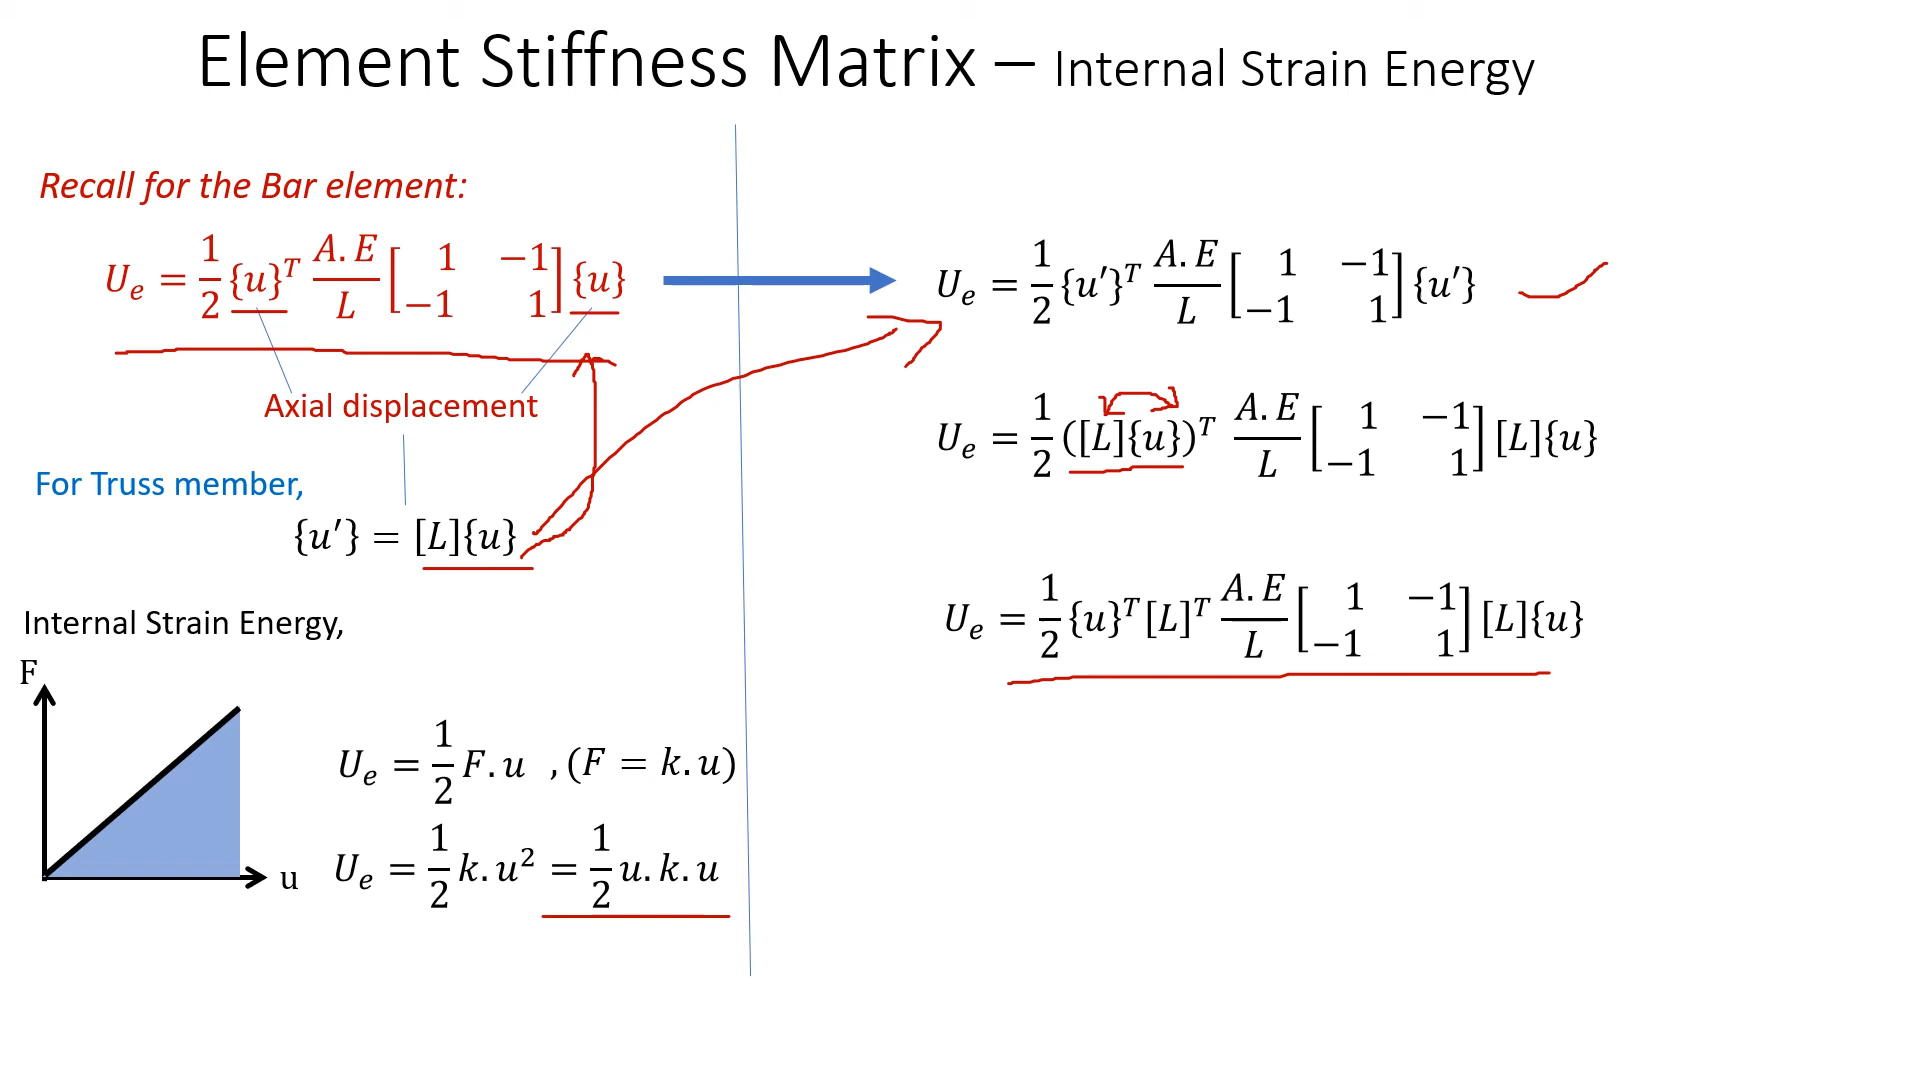 Element Stiffness Matrix – Internal Strain Energy
Recall for the Bar element:
U_e = 1/2 {u}^T A.E/L [1 −1; −1 1] {u}
Axial displacement
For Truss member,
{u′} = [L]{u}
Internal Strain Energy,
F
u
U_e = 1/2 F.u , (F = k.u)
U_e = 1/2 k.u² = 1/2 u.k.u
U_e = 1/2 {u′}^T A.E/L [1 −1; −1 1] {u′}
U_e = 1/2 ([L]{u})^T A.E/L [1 −1; −1 1] [L]{u}
U_e = 1/2 {u}^T [L]^T A.E/L [1 −1; −1 1] [L]{u}